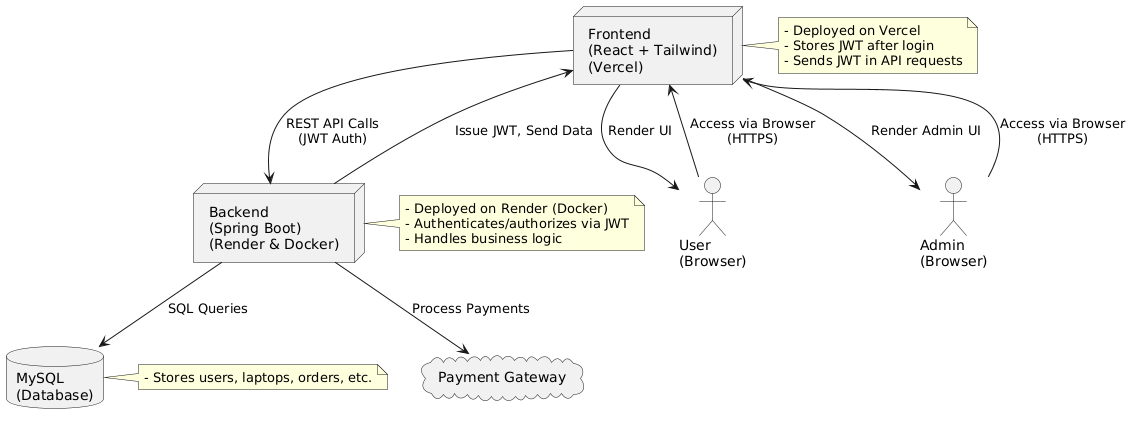 Frontend
(React + Tailwind)
(Vercel)
- Deployed on Vercel
- Stores JWT after login
- Sends JWT in API requests
REST API Calls
(JWT Auth)
Issue JWT, Send Data
Render UI
Access via Browser
(HTTPS)
Render Admin UI
Access via Browser
(HTTPS)
Backend
(Spring Boot)
(Render & Docker)
- Deployed on Render (Docker)
- Authenticates/authorizes via JWT
- Handles business logic
User
(Browser)
Admin
(Browser)
SQL Queries
Process Payments
MySQL
(Database)
- Stores users, laptops, orders, etc.
Payment Gateway